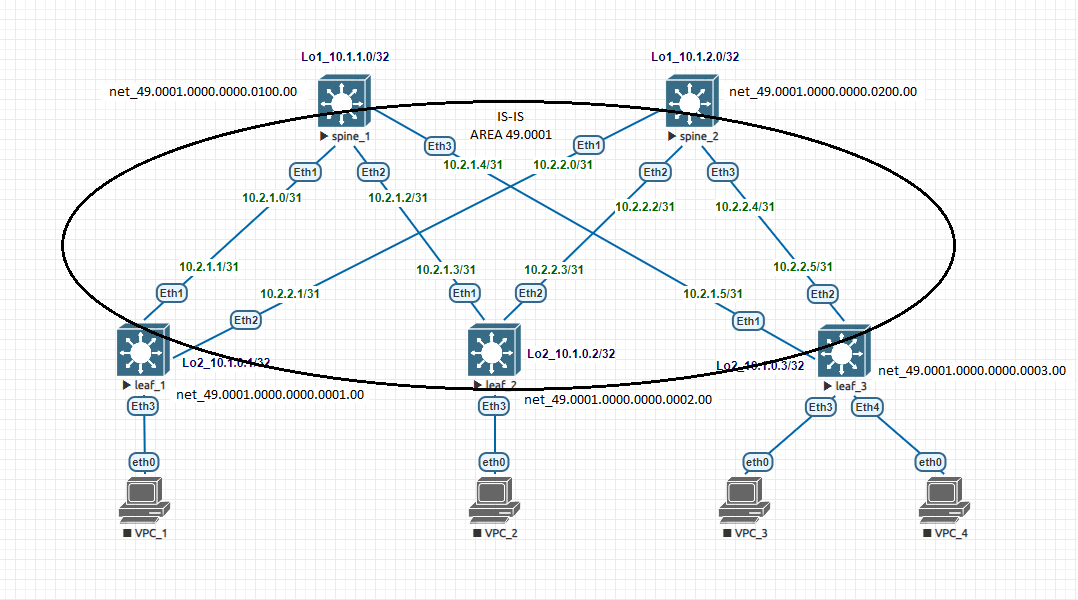 Lo1_10.1.1.0/32
Lo1_10.1.2.0/32
net_49.0001.0000.0000.0100.00
net_49.0001.0000.0000.0200.00
IS-IS
AREA 49.0001
spine_1
spine_2
Eth3
Eth1
10.2.1.4/31
10.2.2.0/31
Eth1
Eth2
Eth2
Eth3
10.2.1.0/31
10.2.1.2/31
10.2.2.2/31
10.2.2.4/31
10.2.1.1/31
10.2.1.3/31
10.2.2.3/31
10.2.2.5/31
Eth1
10.2.2.1/31
Eth1
Eth2
10.2.1.5/31
Eth2
Eth2
Eth1
Lo2_10.1.0.1/32
Lo2_10.1.0.2/32
Lo2_10.1.0.3/32
net_49.0001.0000.0000.0003.00
leaf_1
leaf_2
leaf_3
net_49.0001.0000.0000.0001.00
net_49.0001.0000.0000.0002.00
Eth3
Eth3
Eth3
Eth4
eth0
eth0
eth0
eth0
VPC_1
VPC_2
VPC_3
VPC_4